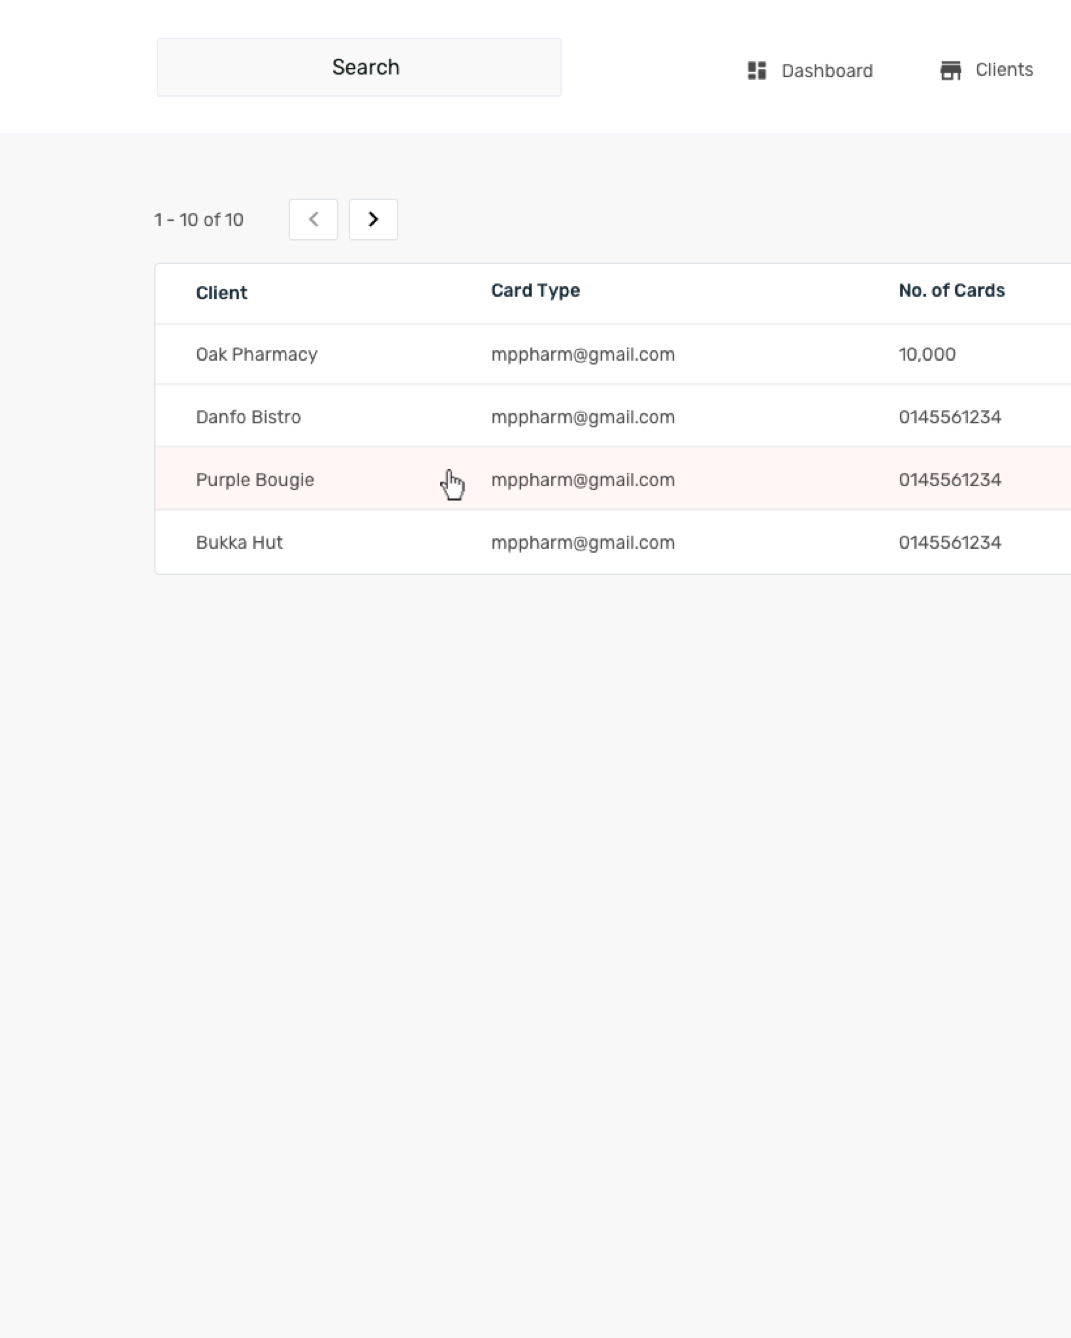 Search
Dashboard
Clients
1 - 10 of 10
Client Card Type No. of Cards
Oak Pharmacy mppharm@gmail.com 10,000
Danfo Bistro mppharm@gmail.com 0145561234
Purple Bougie mppharm@gmail.com 0145561234
Bukka Hut mppharm@gmail.com 0145561234